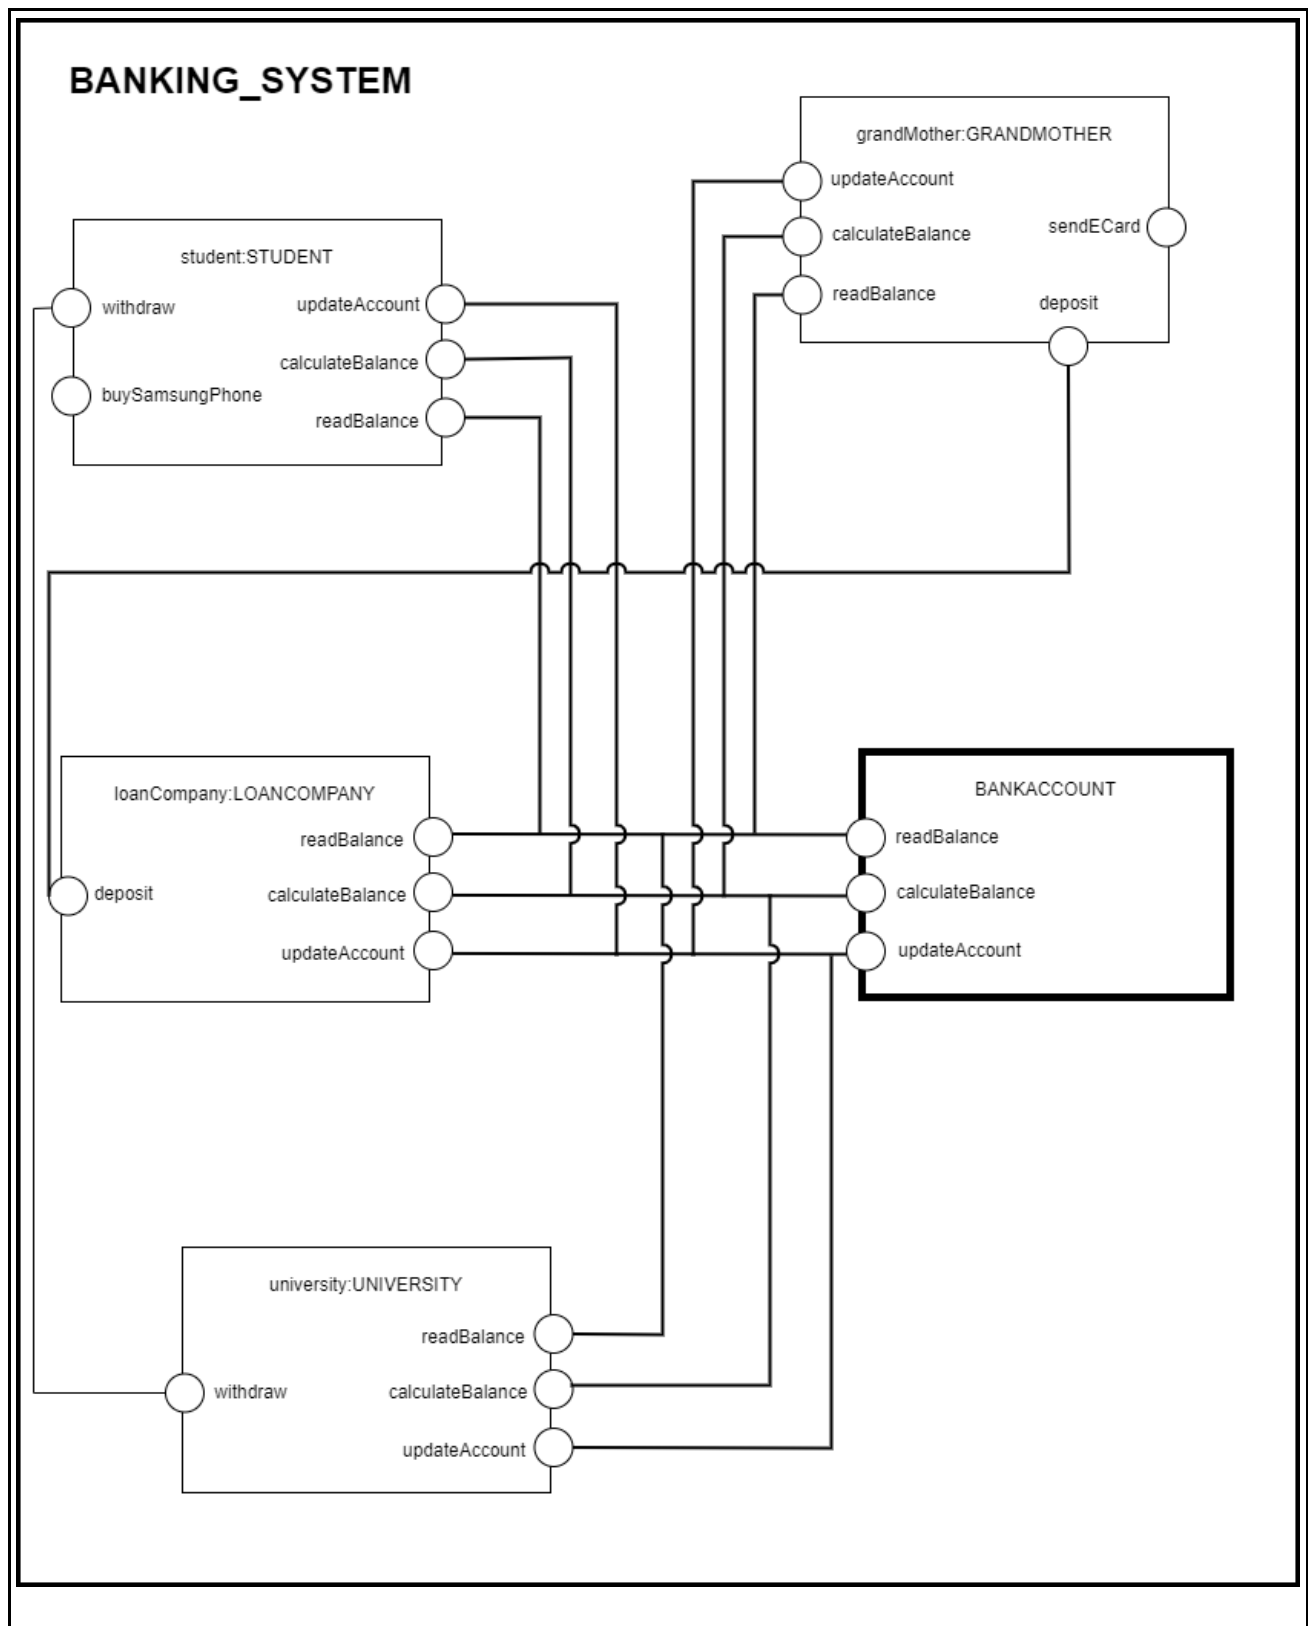 BANKING_SYSTEM
grandMother:GRANDMOTHER
updateAccount
calculateBalance
sendECard
readBalance
deposit
student:STUDENT
withdraw
updateAccount
calculateBalance
buySamsungPhone
readBalance
loanCompany:LOANCOMPANY
readBalance
deposit
calculateBalance
updateAccount
BANKACCOUNT
readBalance
calculateBalance
updateAccount
university:UNIVERSITY
readBalance
withdraw
calculateBalance
updateAccount